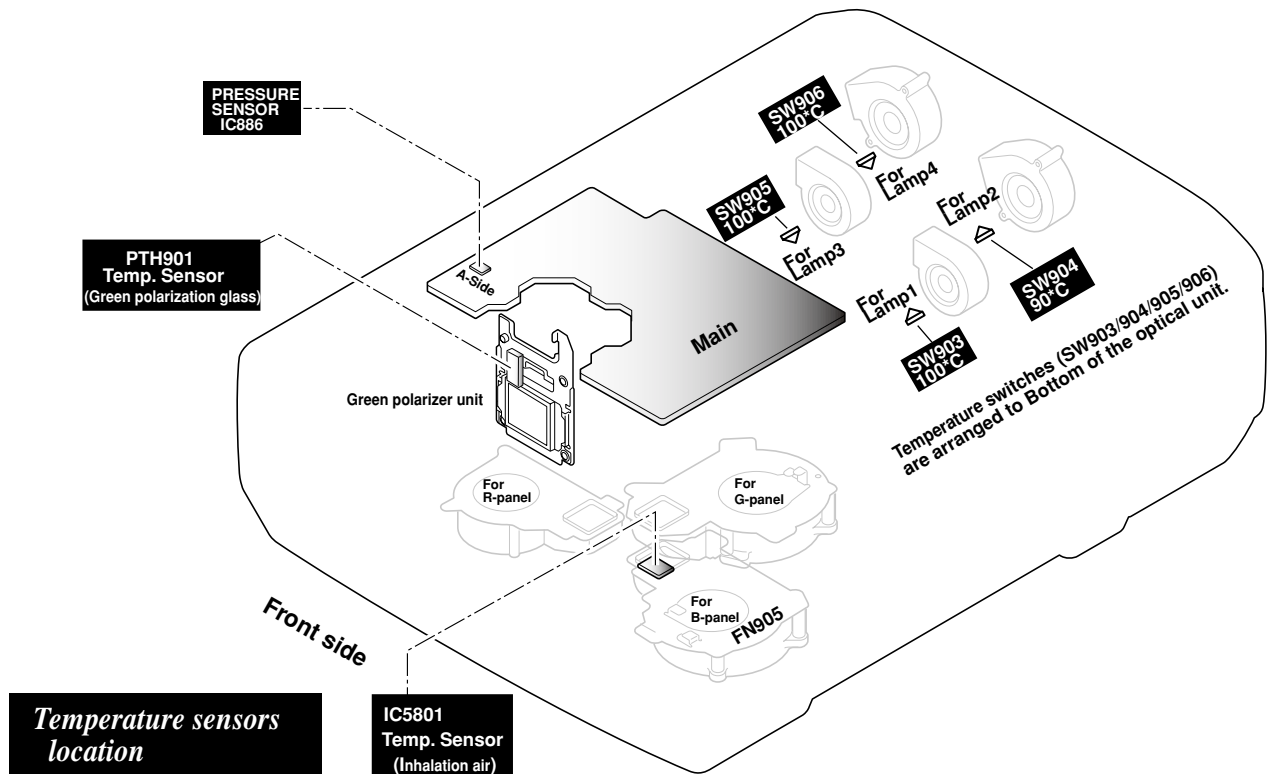 PRESSURE
SENSOR
IC886
PTH901
Temp. Sensor
(Green polarization glass)
A-Side
Main
Green polarizer unit
SW906
100*C
For
Lamp4
SW905
100*C
For
Lamp3
For
Lamp2
SW904
90*C
For
Lamp1
SW903
100*C
Temperature switches (SW903/904/905/906)
are arranged to Bottom of the optical unit.
For
R-panel
For
G-panel
For
B-panel
FN905
Front side
Temperature sensors
location
IC5801
Temp. Sensor
(Inhalation air)